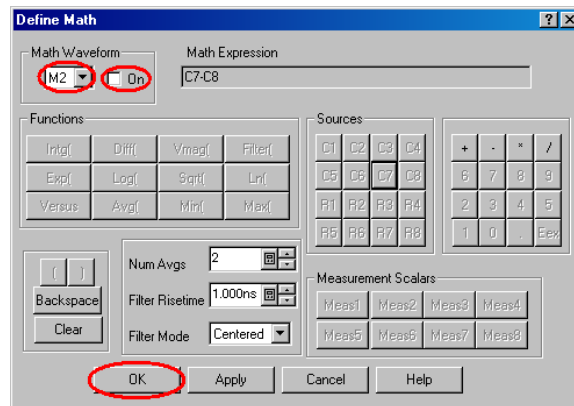 Define Math
Math Waveform
M2
On
Math Expression
C7-C8
Functions
Intg( Diff( Vmag( Filter(
Exp( Log( Sqrt( Ln(
Versus Avg( Min( Max(
Sources
C1 C2 C3 C4
C5 C6 C7 C8
R1 R2 R3 R4
R5 R6 R7 R8
+ - * /
6 7 8 9
2 3 4 5
1 0 . Eex
( )
Backspace
Clear
Num Avgs 2
Filter Risetime 1.000ns
Filter Mode Centered
Measurement Scalars
Meas1 Meas2 Meas3 Meas4
Meas5 Meas6 Meas7 Meas8
OK Apply Cancel Help